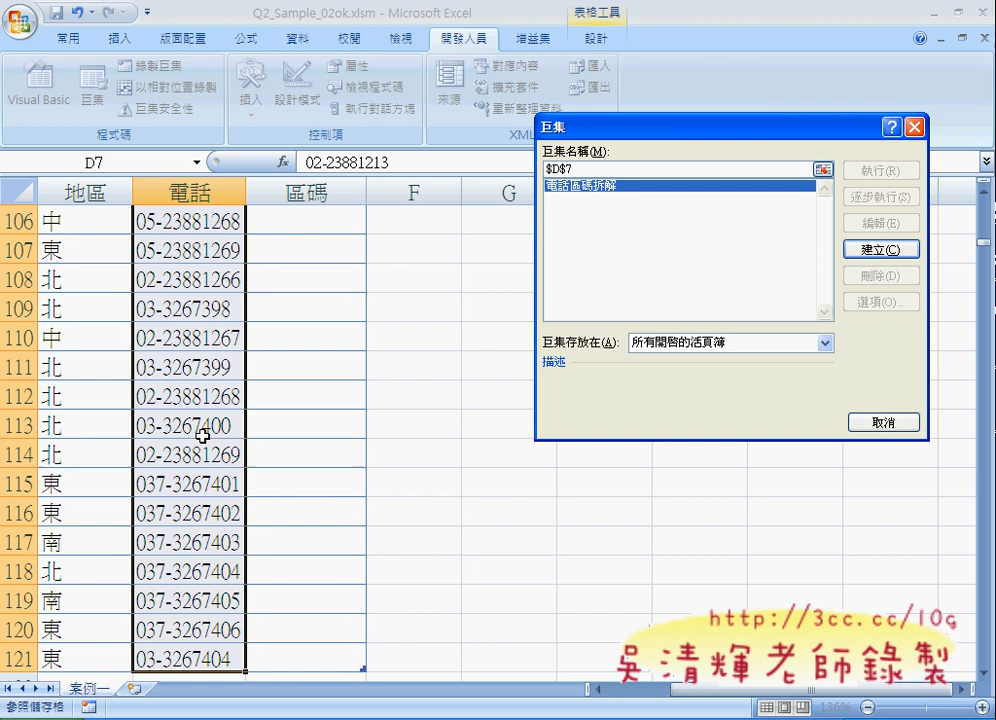 Q2_Sample_02ok.xlsm - Microsoft Excel
表格工具
常用 插入 版面配置 公式 資料 校閱 檢視 開發人員 增益集 設計
Visual Basic 巨集 錄製巨集 以相對位置錄製 巨集安全性
程式碼
插入 設計模式 屬性 檢視程式碼 執行對話方塊
控制項
來源 對應內容 擴充套件 重新整理資料 匯入 匯出
XML
D7 fx 02-23881213
地區 電話 區碼 F G
106 中 05-23881268
107 東 05-23881269
108 北 02-23881266
109 北 03-3267398
110 中 02-23881267
111 北 03-3267399
112 北 02-23881268
113 北 03-3267400
114 北 02-23881269
115 東 037-3267401
116 東 037-3267402
117 南 037-3267403
118 北 037-3267404
119 南 037-3267405
120 東 037-3267406
121 東 03-3267404
巨集
巨集名稱(M):
$D$7
電話區碼拆解
執行(R)
逐步執行(S)
編輯(E)
建立(C)
刪除(D)
選項(O)...
巨集存放在(A): 所有開啓的活頁簿
描述
取消
http://3cc.cc/10g
吳清輝老師錄製
案例一
參照儲存格 136%